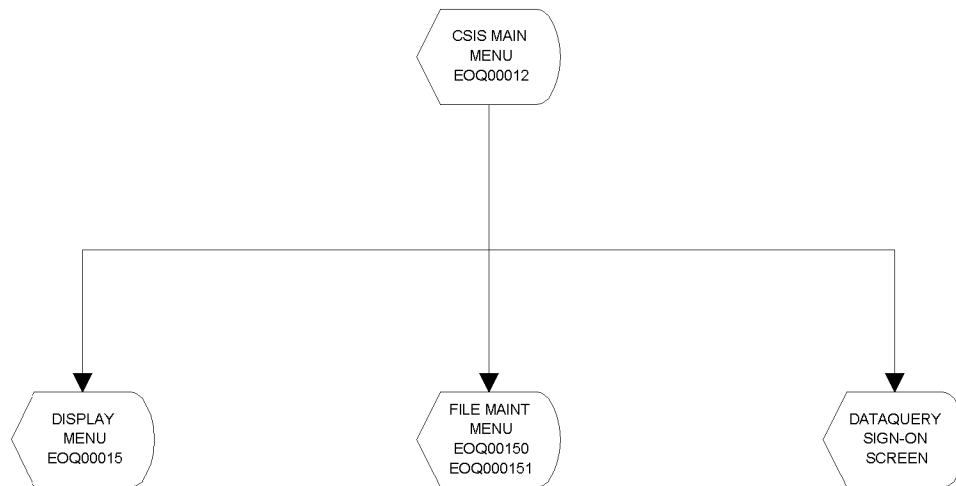 CSIS MAIN
MENU
EOQ00012
DISPLAY
MENU
EOQ00015
FILE MAINT
MENU
EOQ00150
EOQ000151
DATAQUERY
SIGN-ON
SCREEN